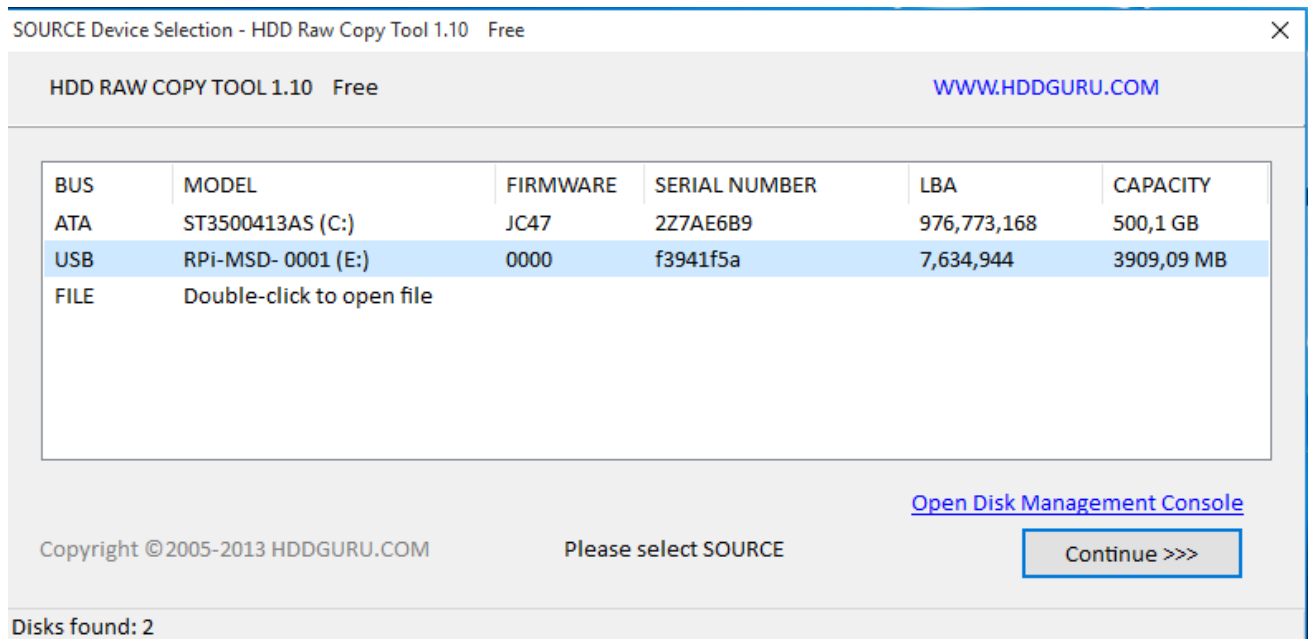 SOURCE Device Selection - HDD Raw Copy Tool 1.10   Free
HDD RAW COPY TOOL 1.10   Free   WWW.HDDGURU.COM
BUS   MODEL   FIRMWARE   SERIAL NUMBER   LBA   CAPACITY
ATA   ST3500413AS (C:)   JC47   2Z7AE6B9   976,773,168   500,1 GB
USB   RPi-MSD- 0001 (E:)   0000   f3941f5a   7,634,944   3909,09 MB
FILE   Double-click to open file
Open Disk Management Console
Copyright ©2005-2013 HDDGURU.COM   Please select SOURCE   Continue >>>
Disks found: 2